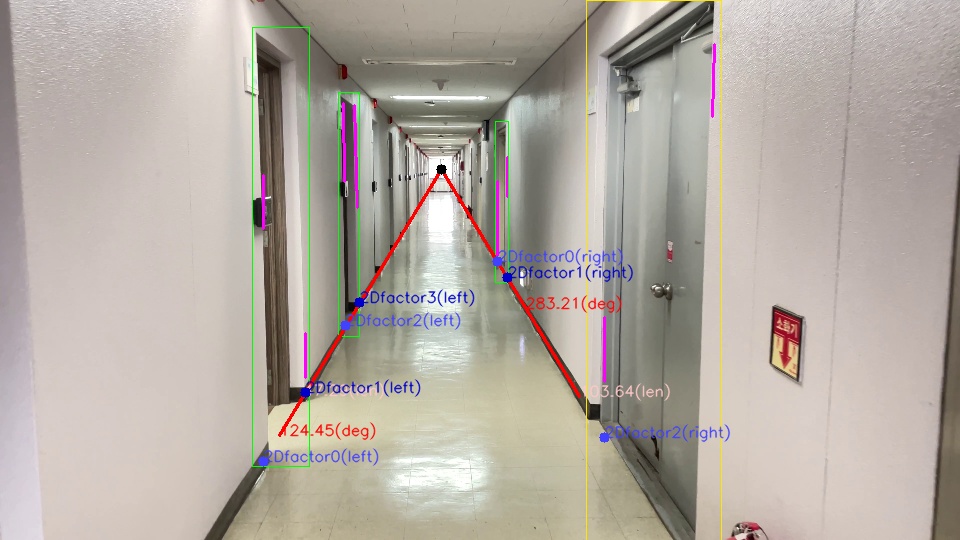 2Dfactor0(right)
2Dfactor1(right)
2Dfactor3(left)
283.21(deg)
2Dfactor2(left)
소화기
2Dfactor1(left)
03.64(len)
124.45(deg)
2Dfactor2(right)
2Dfactor0(left)